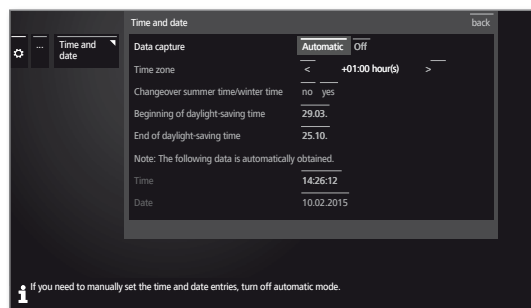 Time and date
back
...
Time and
date
Data capture
Automatic Off
Time zone
< +01:00 hour(s) >
Changeover summer time/winter time
no yes
Beginning of daylight-saving time
29.03.
End of daylight-saving time
25.10.
Note: The following data is automatically obtained.
Time
14:26:12
Date
10.02.2015
If you need to manually set the time and date entries, turn off automatic mode.